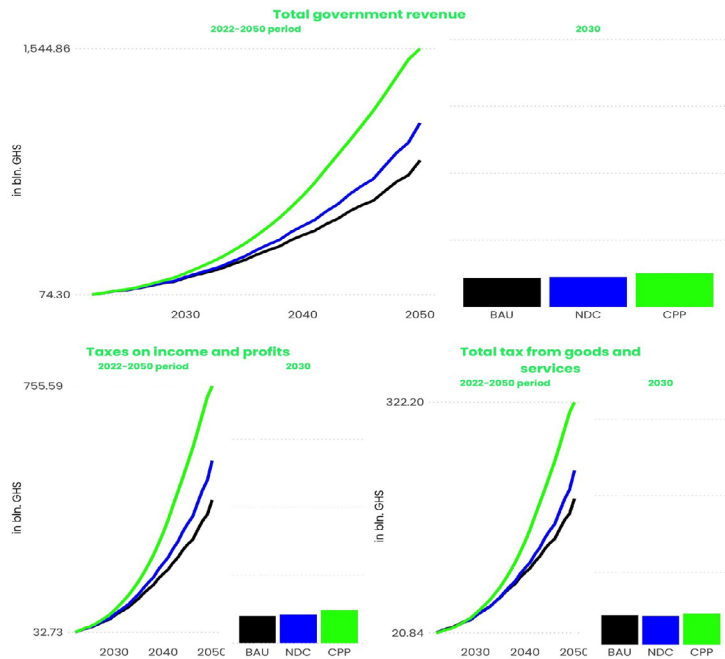 Total government revenue
2022-2050 period
2030
1,544.86
in bln. GHS
74.30
2030
2040
2050
BAU
NDC
CPP
Taxes on income and profits
2022-2050 period
2030
755.59
in bln. GHS
32.73
2030
2040
205C
BAU
NDC
CPP
Total tax from goods and
services
2022-2050 period
2030
322.20
in bln. GHS
20.84
2030
2040
205C
BAU
NDC
CPP